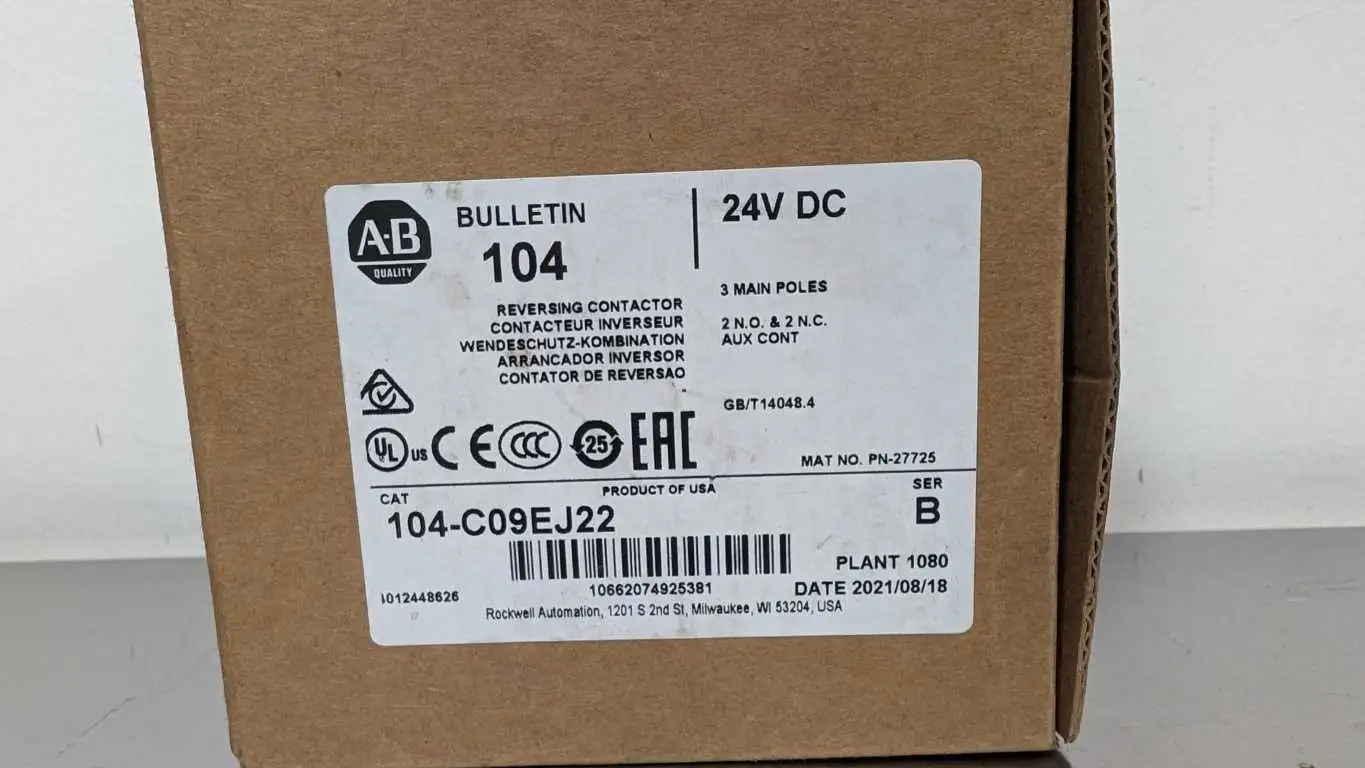 A-B
QUALITY
BULLETIN
104
24V DC
REVERSING CONTACTOR
CONTACTEUR INVERSEUR
WENDESCHUTZ-KOMBINATION
ARRANCADOR INVERSOR
CONTATOR DE REVERSAO
3 MAIN POLES
2 N.O. & 2 N.C.
AUX CONT
GB/T14048.4
UL US CE CCC 25 EAC
MAT NO. PN-27725
PRODUCT OF USA
CAT
104-C09EJ22
SER
B
10662074925381
PLANT 1080
DATE 2021/08/18
1012448626
Rockwell Automation, 1201 S 2nd St, Milwaukee, WI 53204, USA